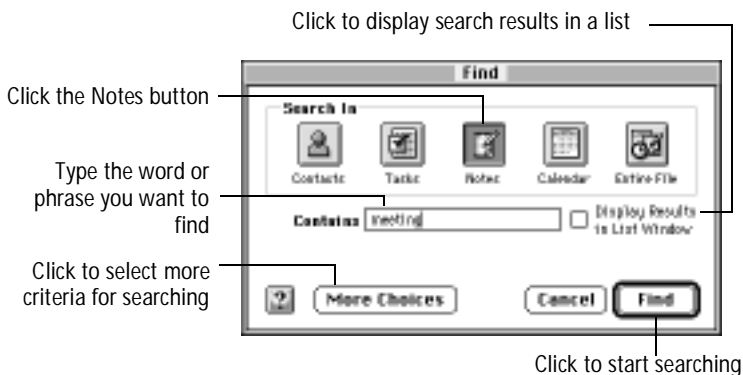 Click to display search results in a list
Find
Click the Notes button
Search In
Contacts Tasks Notes Calendar Entire File
Type the word or
phrase you want to
find
Contains meeting
Display Results
in List Window
Click to select more
criteria for searching
? More Choices Cancel Find
Click to start searching